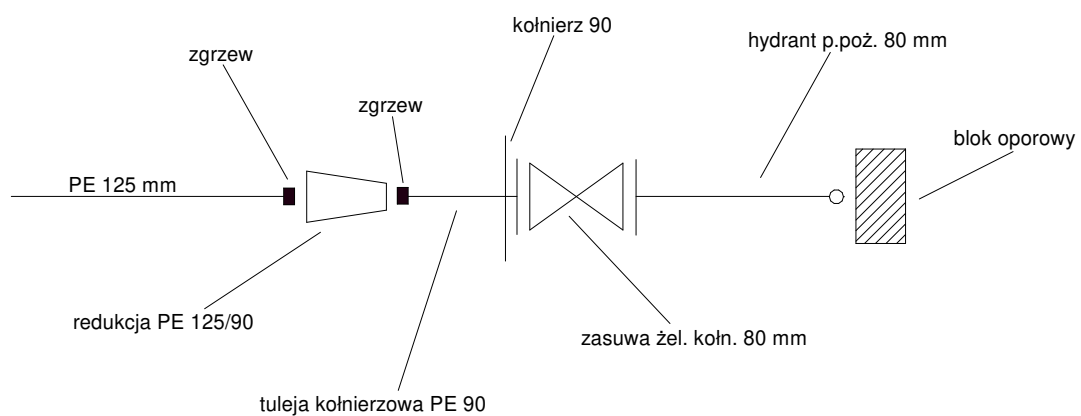 kołnierz 90
hydrant p.poż. 80 mm
zgrzew
zgrzew
blok oporowy
PE 125 mm
redukcja PE 125/90
zasuwa żel. kołn. 80 mm
tuleja kołnierzowa PE 90